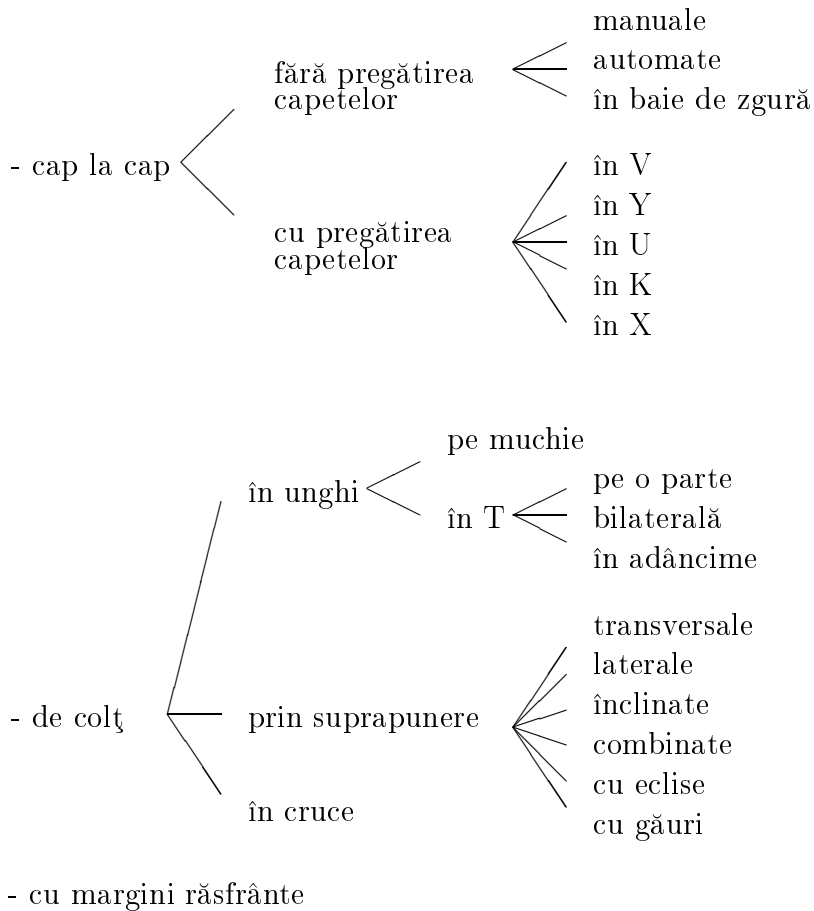 manuale
fără pregătirea
capetelor
automate
în baie de zgură
- cap la cap
în V
în Y
cu pregătirea
capetelor
în U
în K
în X
pe muchie
în unghi
pe o parte
în T
bilaterală
în adâncime
transversale
laterale
înclinate
- de colţ
prin suprapunere
combinate
cu eclise
în cruce
cu găuri
- cu margini răsfrânte